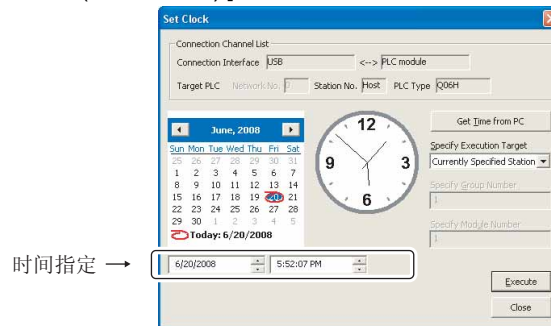 Set Clock
Connection Channel List
Connection Interface USB <--> PLC module
Target PLC Network No. 0 Station No. Host PLC Type Q06H
June, 2008
Sun Mon Tue Wed Thu Fri Sat
25 26 27 28 29 30 31
1 2 3 4 5 6 7
8 9 10 11 12 13 14
15 16 17 18 19 20 21
22 23 24 25 26 27 28
29 30 1 2 3 4 5
Today: 6/20/2008
12
9 3
6
Get Time from PC
Specify Execution Target
Currently Specified Station
Specify Group Number
1
Specify Module Number
1
时间指定
6/20/2008 5:52:07 PM
Execute
Close